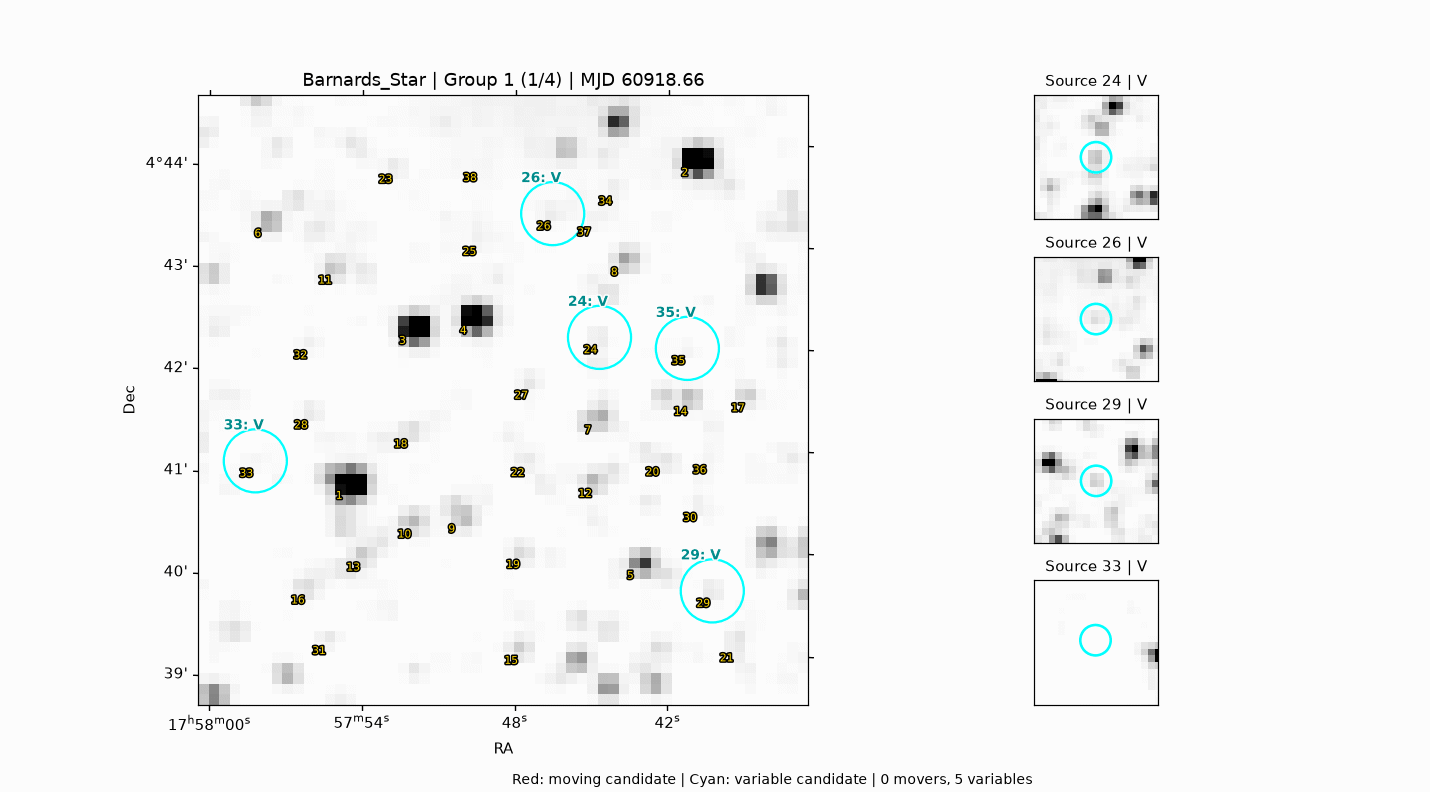 Barnards_Star | Group 1 (1/4) | MJD 60918.66
Source 24 | V
4°44'
43'
42'
41'
40'
39'
Dec
23
38
26: V
2
34
26
37
6
25
8
11
Source 26 | V
24: V
35: V
4
3
24
32
35
27
17
14
Source 29 | V
33: V
28
7
18
33
22
20
36
12
1
30
9
10
29: V
19
13
5
Source 33 | V
16
29
31
15
21
17ʰ58ᵐ00ˢ
57ᵐ54ˢ
48ˢ
42ˢ
RA
Red: moving candidate | Cyan: variable candidate | 0 movers, 5 variables